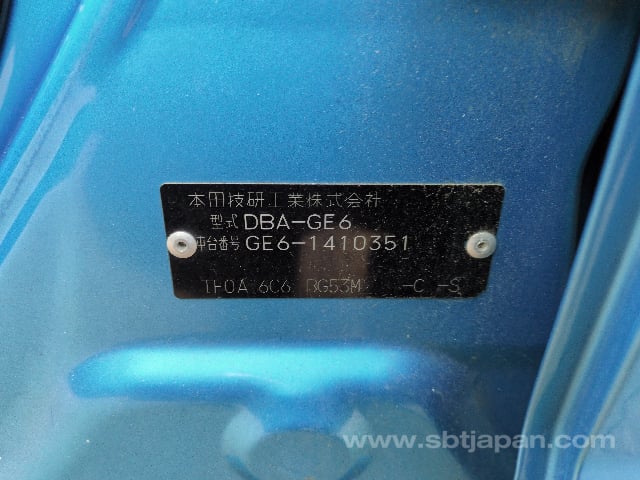 本田技研工業株式会社
型式 DBA-GE6
車台番号 GE6-1410351
6C6 BG53M -C -S
www.sbtjapan.com